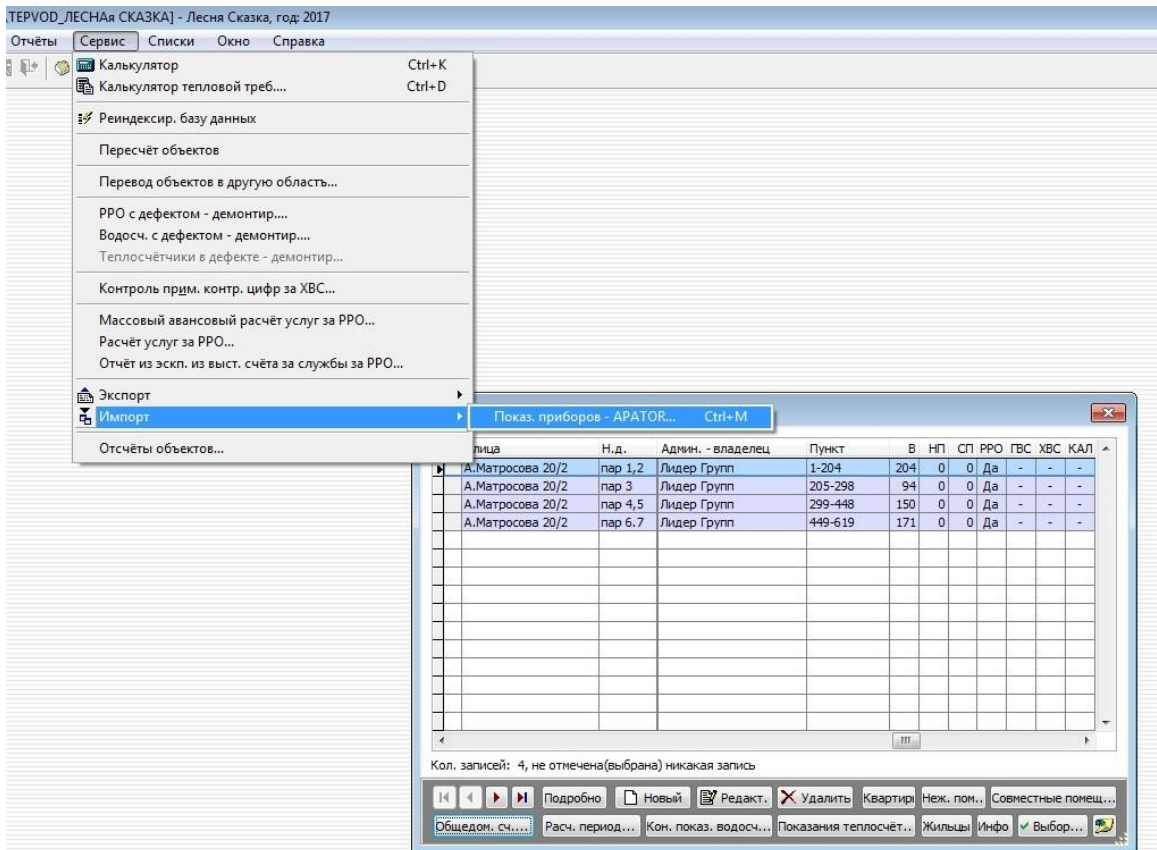 ТЕРVOD_ЛЕСНАя СКАЗКА] - Лесня Сказка, год: 2017
Отчёты Сервис Списки Окно Справка
Калькулятор Ctrl+K
Калькулятор тепловой треб.... Ctrl+D
Реиндексир. базу данных
Пересчёт объектов
Перевод объектов в другую область...
РРО с дефектом - демонтир....
Водосч. с дефектом - демонтир....
Теплосчётчики в дефекте - демонтир...
Контроль прим. контр. цифр за ХВС...
Массовый авансовый расчёт услуг за РРО...
Расчёт услуг за РРО...
Отчёт из эскп. из выст. счёта за службы за РРО...
Экспорт
Импорт
Показ. приборов - APATOR... Ctrl+M
Отсчёты объектов...
лица Н.д. Админ. - владелец Пункт В НП СП РРО ГВС ХВС КАЛ
А.Матросова 20/2 пар 1,2 Лидер Групп 1-204 204 0 0 Да - - -
А.Матросова 20/2 пар 3 Лидер Групп 205-298 94 0 0 Да - - -
А.Матросова 20/2 пар 4,5 Лидер Групп 299-448 150 0 0 Да - - -
А.Матросова 20/2 пар 6.7 Лидер Групп 449-619 171 0 0 Да - - -
Кол. записей: 4, не отмечена(выбрана) никакая запись
Подробно Новый Редакт. Удалить Квартиры Неж. пом.. Совместные помещ...
Общедом. сч.... Расч. период... Кон. показ. водосч... Показания теплосчёт.. Жильцы Инфо Выбор...